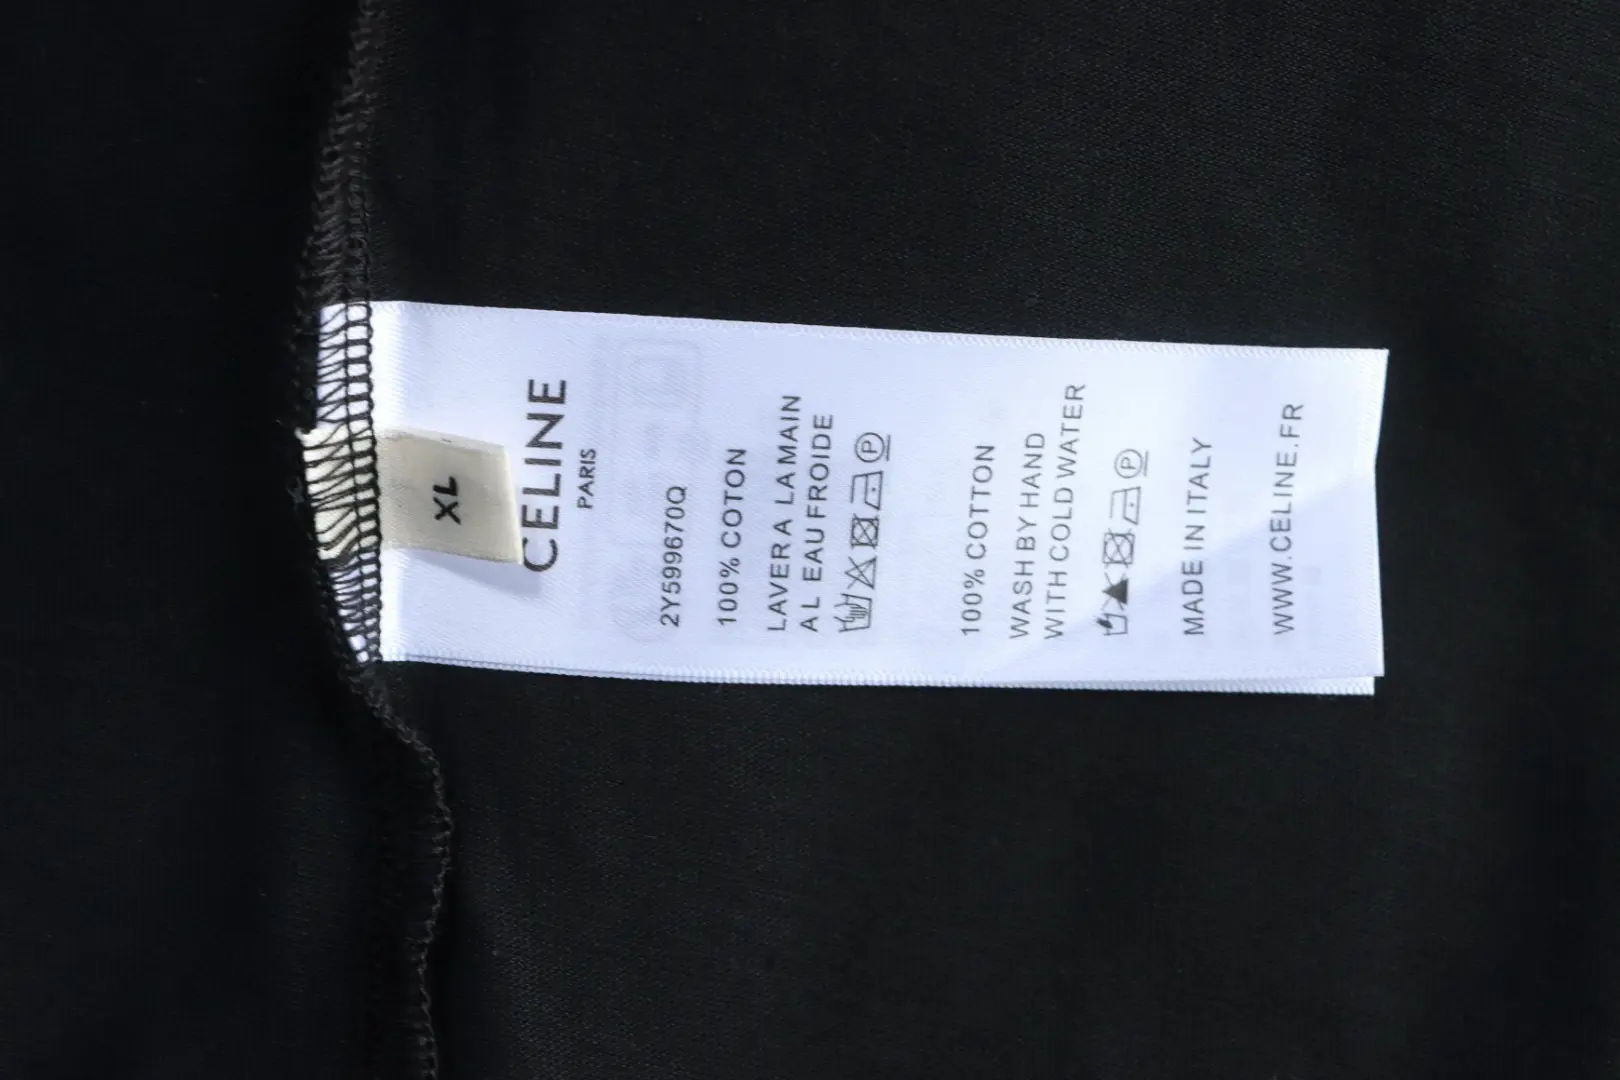 XL
CELINE
PARIS
2Y599670Q
100% COTON
LAVER A LA MAIN
A L EAU FROIDE
P
100% COTTON
WASH BY HAND
WITH COLD WATER
P
MADE IN ITALY
WWW.CELINE.FR